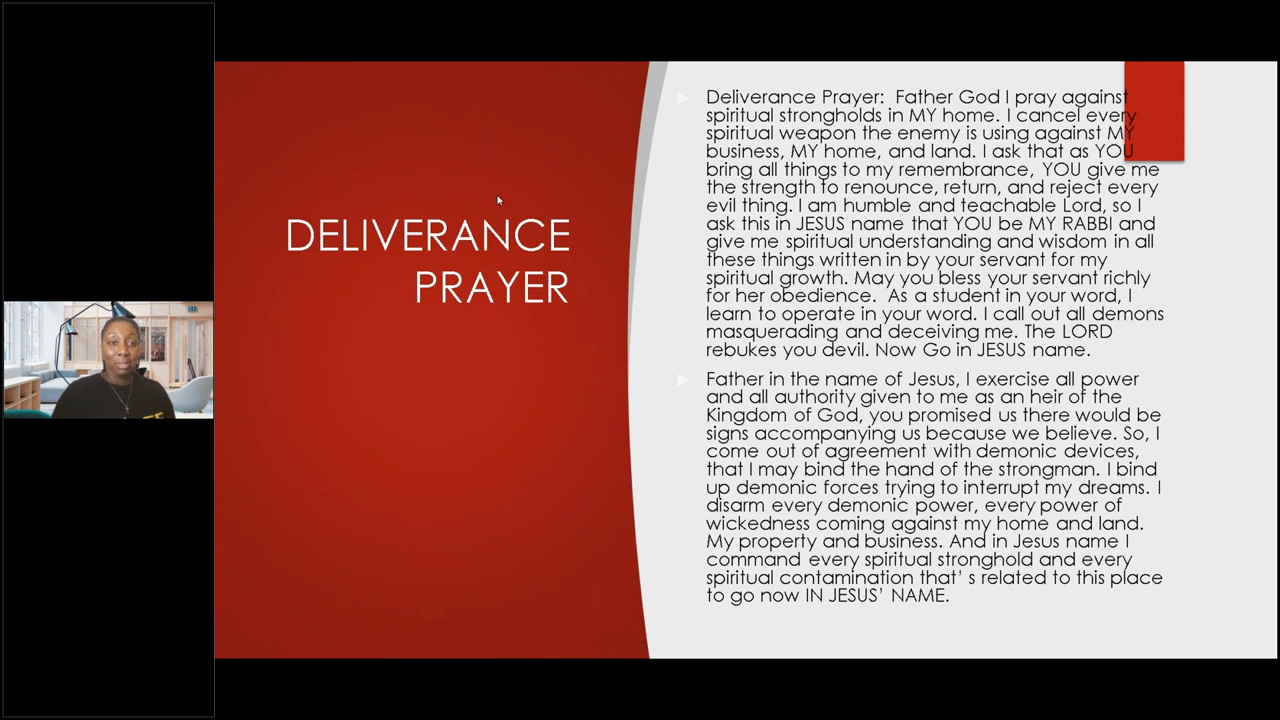 DELIVERANCE
PRAYER
Deliverance Prayer:  Father God I pray against
spiritual strongholds in MY home. I cancel every
spiritual weapon the enemy is using against MY
business, MY home, and land. I ask that as YOU
bring all things to my remembrance, YOU give me
the strength to renounce, return, and reject every
evil thing. I am humble and teachable Lord, so I
ask this in JESUS name that YOU be MY RABBI and
give me spiritual understanding and wisdom in all
these things written in by your servant for my
spiritual growth. May you bless your servant richly
for her obedience.  As a student in your word, I
learn to operate in your word. I call out all demons
masquerading and deceiving me. The LORD
rebukes you devil. Now Go in JESUS name.
Father in the name of Jesus, I exercise all power
and all authority given to me as an heir of the
Kingdom of God, you promised us there would be
signs accompanying us because we believe. So, I
come out of agreement with demonic devices,
that I may bind the hand of the strongman. I bind
up demonic forces trying to interrupt my dreams. I
disarm every demonic power, every power of
wickedness coming against my home and land.
My property and business. And in Jesus name I
command every spiritual stronghold and every
spiritual contamination that' s related to this place
to go now IN JESUS' NAME.